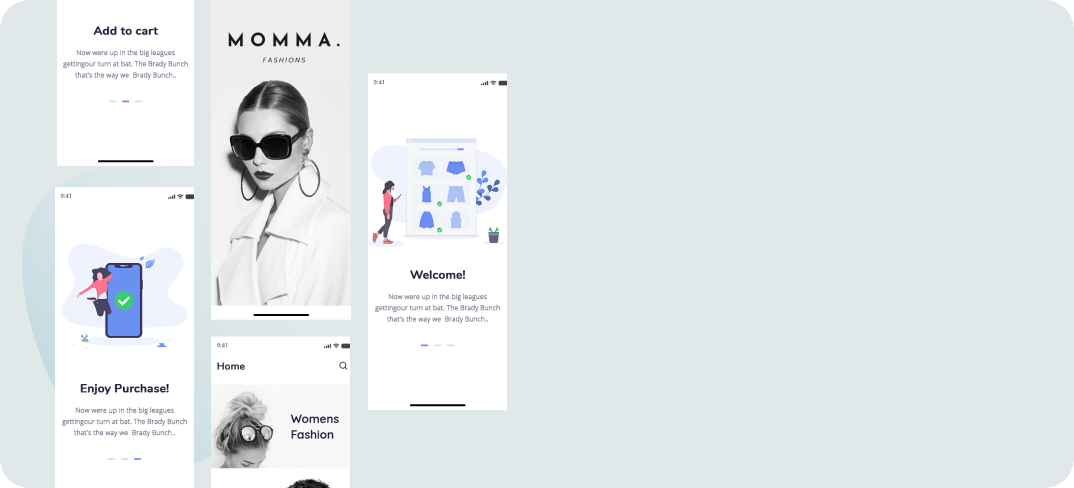 Add to cart
Now were up in the big leagues
gettingour turn at bat. The Brady Bunch
that's the way we Brady Bunch..
9:41
Enjoy Purchase!
Now were up in the big leagues
gettingour turn at bat. The Brady Bunch
that's the way we Brady Bunch..
MOMMA.
FASHIONS
9:41
Home
Womens
Fashion
9:41
Welcome!
Now were up in the big leagues
gettingour turn at bat. The Brady Bunch
that's the way we Brady Bunch..